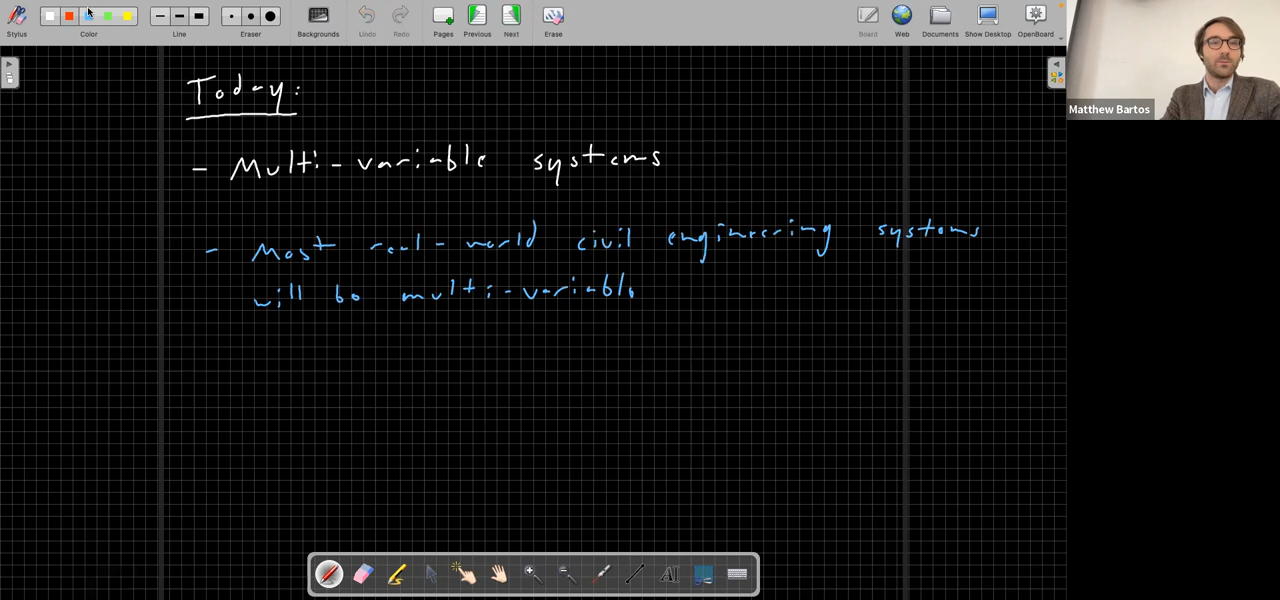 Stylus
Color
Line
Eraser
Backgrounds
Undo
Redo
Pages
Previous
Next
Erase
Board
Web
Documents
Show Desktop
OpenBoard
Matthew Bartos
Today:
- Multi-variable systems
- Most real-world civil engineering systems
will be multi-variable
AI